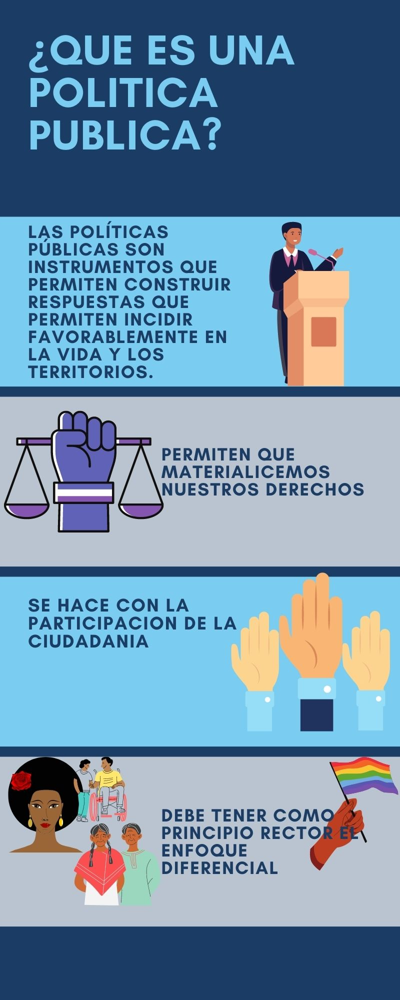 ¿QUE ES UNA
POLITICA
PUBLICA?
LAS POLÍTICAS
PÚBLICAS SON
INSTRUMENTOS QUE
PERMITEN CONSTRUIR
RESPUESTAS QUE
PERMITEN INCIDIR
FAVORABLEMENTE EN
LA VIDA Y LOS
TERRITORIOS.
PERMITEN QUE
MATERIALICEMOS
NUESTROS DERECHOS
SE HACE CON LA
PARTICIPACION DE LA
CIUDADANIA
DEBE TENER COMO
PRINCIPIO RECTOR EL
ENFOQUE
DIFERENCIAL